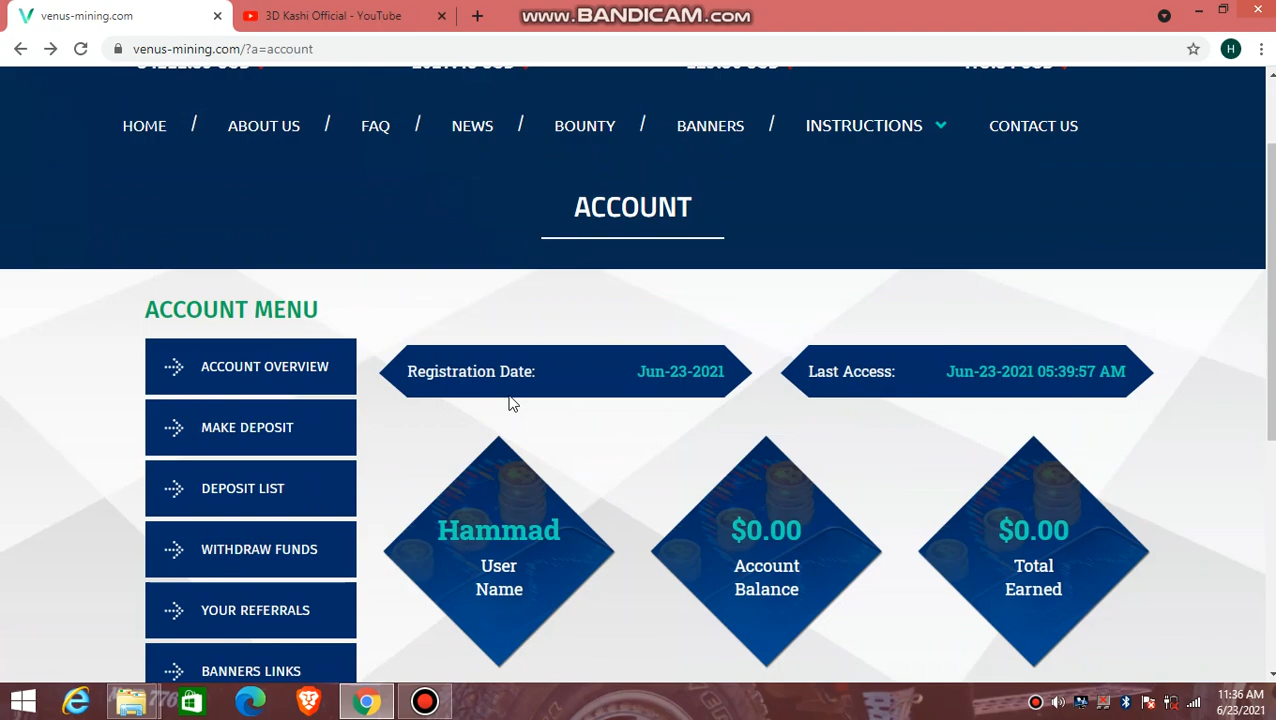 venus-mining.com
3D Kashi Official - YouTube
www.BANDICAM.com
venus-mining.com/?a=account
H
HOME / ABOUT US / FAQ / NEWS / BOUNTY / BANNERS / INSTRUCTIONS CONTACT US
ACCOUNT
ACCOUNT MENU
ACCOUNT OVERVIEW
MAKE DEPOSIT
DEPOSIT LIST
WITHDRAW FUNDS
YOUR REFERRALS
BANNERS LINKS
Registration Date: Jun-23-2021
Last Access: Jun-23-2021 05:39:57 AM
Hammad
User
Name
$0.00
Account
Balance
$0.00
Total
Earned
11:36 AM
6/23/2021